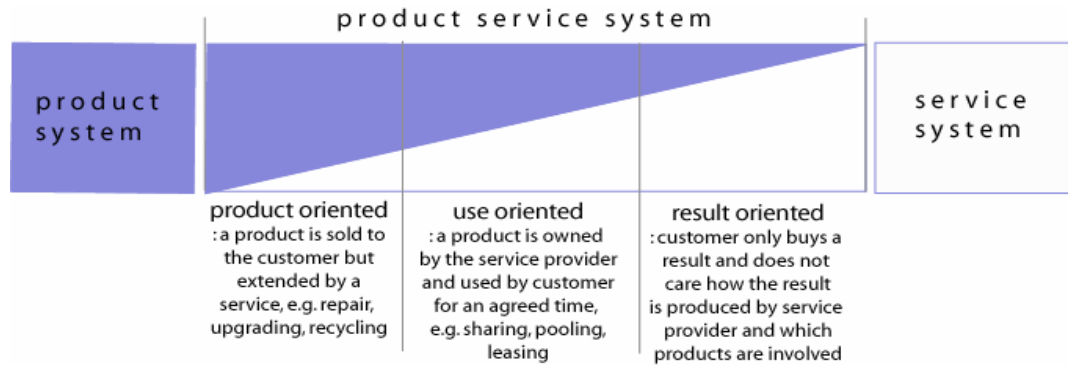 product service system
product
system
service
system
product oriented
: a product is sold to
the customer but
extended by a
service, e.g. repair,
upgrading, recycling
use oriented
: a product is owned
by the service provider
and used by customer
for an agreed time,
e.g. sharing, pooling,
leasing
result oriented
: customer only buys a
result and does not
care how the result
is produced by service
provider and which
products are involved